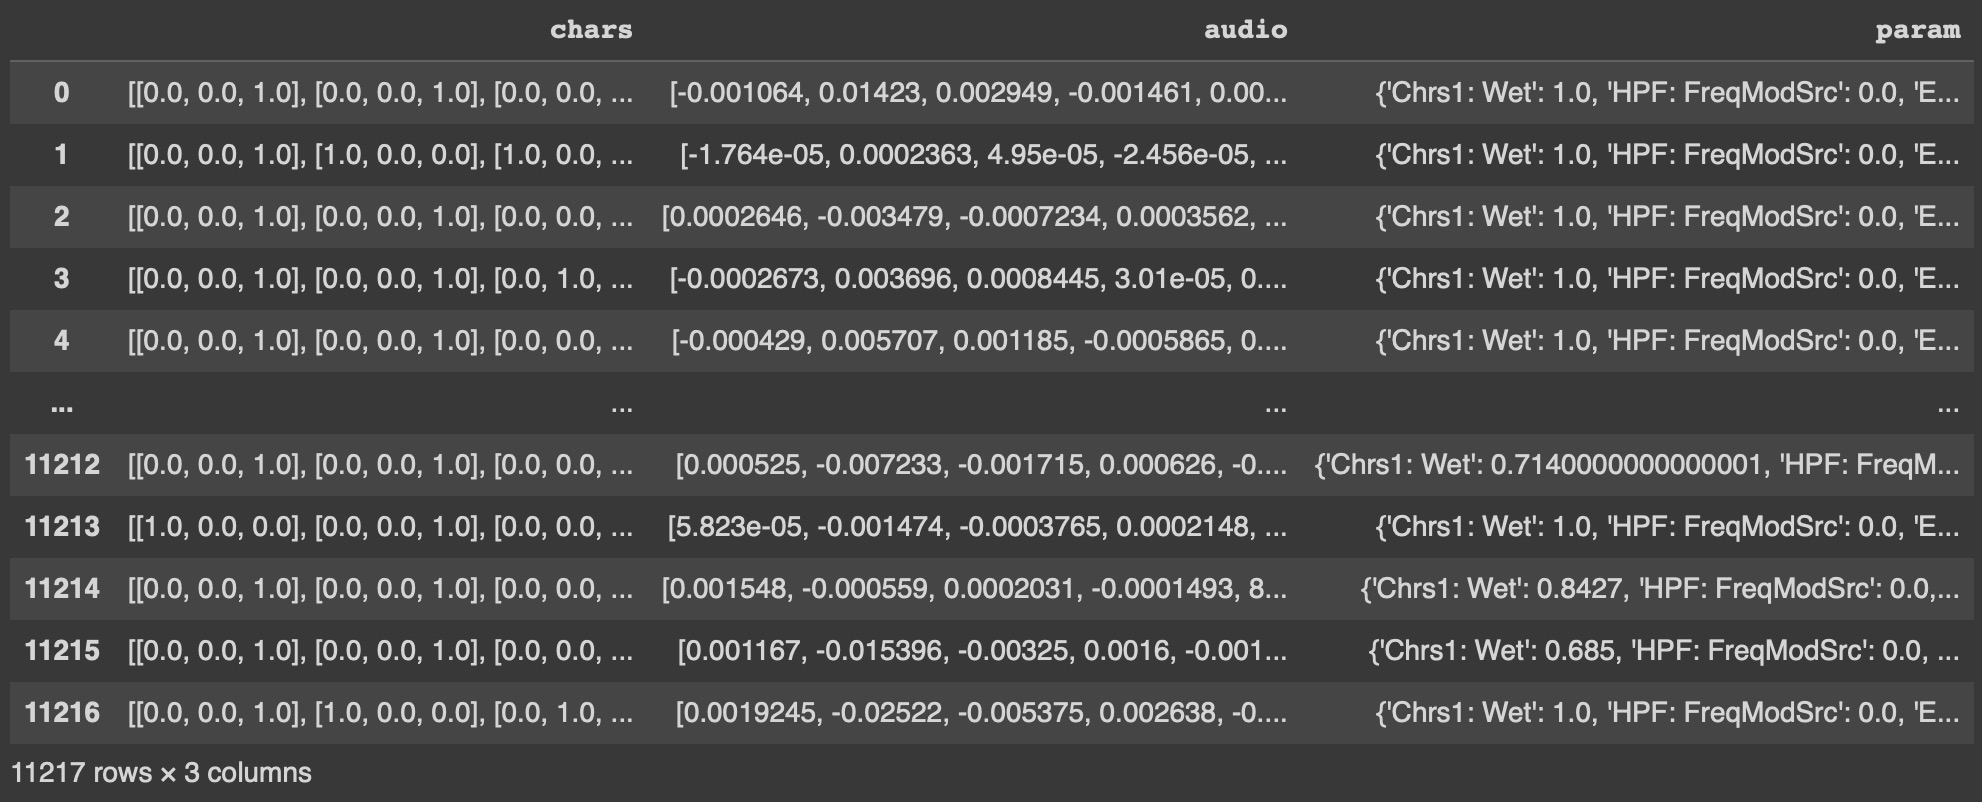 chars audio param
0 [[0.0, 0.0, 1.0], [0.0, 0.0, 1.0], [0.0, 0.0, ... [-0.001064, 0.01423, 0.002949, -0.001461, 0.00... {'Chrs1: Wet': 1.0, 'HPF: FreqModSrc': 0.0, 'E...
1 [[0.0, 0.0, 1.0], [1.0, 0.0, 0.0], [1.0, 0.0, ... [-1.764e-05, 0.0002363, 4.95e-05, -2.456e-05, ... {'Chrs1: Wet': 1.0, 'HPF: FreqModSrc': 0.0, 'E...
2 [[0.0, 0.0, 1.0], [0.0, 0.0, 1.0], [0.0, 0.0, ... [0.0002646, -0.003479, -0.0007234, 0.0003562, ... {'Chrs1: Wet': 1.0, 'HPF: FreqModSrc': 0.0, 'E...
3 [[0.0, 0.0, 1.0], [0.0, 0.0, 1.0], [0.0, 1.0, ... [-0.0002673, 0.003696, 0.0008445, 3.01e-05, 0.... {'Chrs1: Wet': 1.0, 'HPF: FreqModSrc': 0.0, 'E...
4 [[0.0, 0.0, 1.0], [0.0, 0.0, 1.0], [0.0, 0.0, ... [-0.000429, 0.005707, 0.001185, -0.0005865, 0.... {'Chrs1: Wet': 1.0, 'HPF: FreqModSrc': 0.0, 'E...
... ... ... ...
11212 [[0.0, 0.0, 1.0], [0.0, 0.0, 1.0], [0.0, 0.0, ... [0.000525, -0.007233, -0.001715, 0.000626, -0.... {'Chrs1: Wet': 0.7140000000000001, 'HPF: FreqM...
11213 [[1.0, 0.0, 0.0], [0.0, 0.0, 1.0], [0.0, 0.0, ... [5.823e-05, -0.001474, -0.0003765, 0.0002148, ... {'Chrs1: Wet': 1.0, 'HPF: FreqModSrc': 0.0, 'E...
11214 [[0.0, 0.0, 1.0], [0.0, 0.0, 1.0], [0.0, 0.0, ... [0.001548, -0.000559, 0.0002031, -0.0001493, 8... {'Chrs1: Wet': 0.8427, 'HPF: FreqModSrc': 0.0,...
11215 [[0.0, 0.0, 1.0], [0.0, 0.0, 1.0], [0.0, 0.0, ... [0.001167, -0.015396, -0.00325, 0.0016, -0.001... {'Chrs1: Wet': 0.685, 'HPF: FreqModSrc': 0.0, ...
11216 [[0.0, 0.0, 1.0], [1.0, 0.0, 0.0], [0.0, 1.0, ... [0.0019245, -0.02522, -0.005375, 0.002638, -0.... {'Chrs1: Wet': 1.0, 'HPF: FreqModSrc': 0.0, 'E...
11217 rows × 3 columns